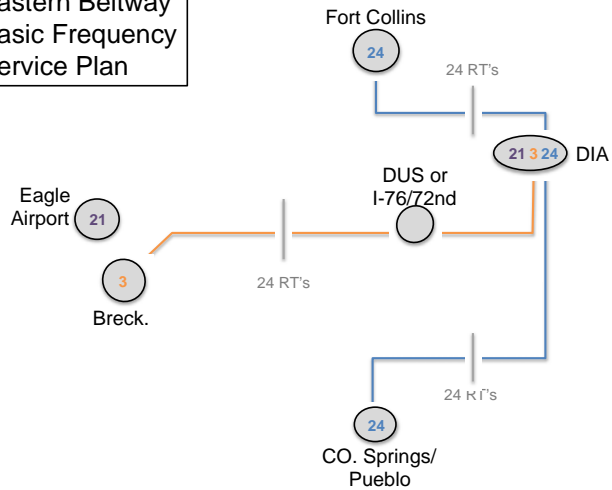 astern Beltway
asic Frequency
ervice Plan
Fort Collins
24
24 RT's
21 3 24
DIA
DUS or
I-76/72nd
Eagle
Airport
21
3
24 RT's
Breck.
24 RT's
24
CO. Springs/
Pueblo